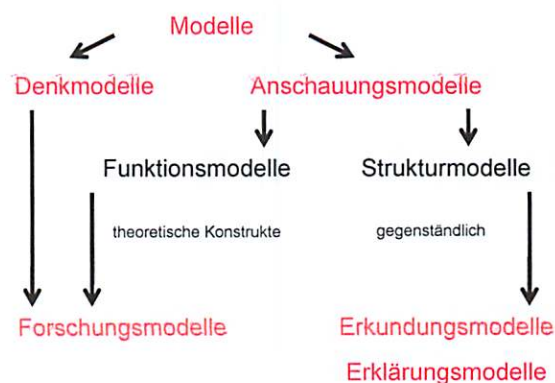 Modelle
Denkmodelle Anschauungsmodelle
Funktionsmodelle Strukturmodelle
theoretische Konstrukte gegenständlich
Forschungsmodelle Erkundungsmodelle
Erklärungsmodelle